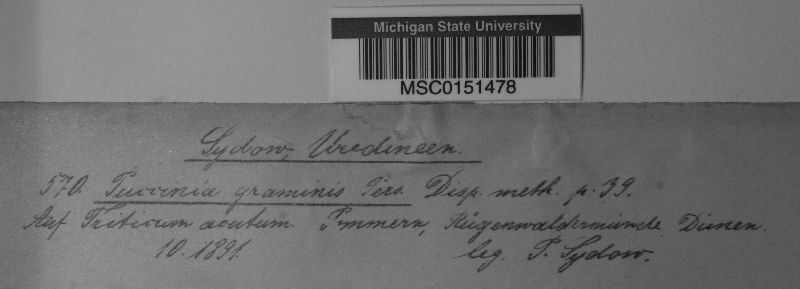 Michigan State University
MSC0151478
Sydow, Uredineen.
570. Puccinia graminis Pers. Disp. meth. p. 39.
Auf Triticum acutum. Pommern, Rügenwaldermünde Dünen.
10. 1891. leg. P. Sydow.